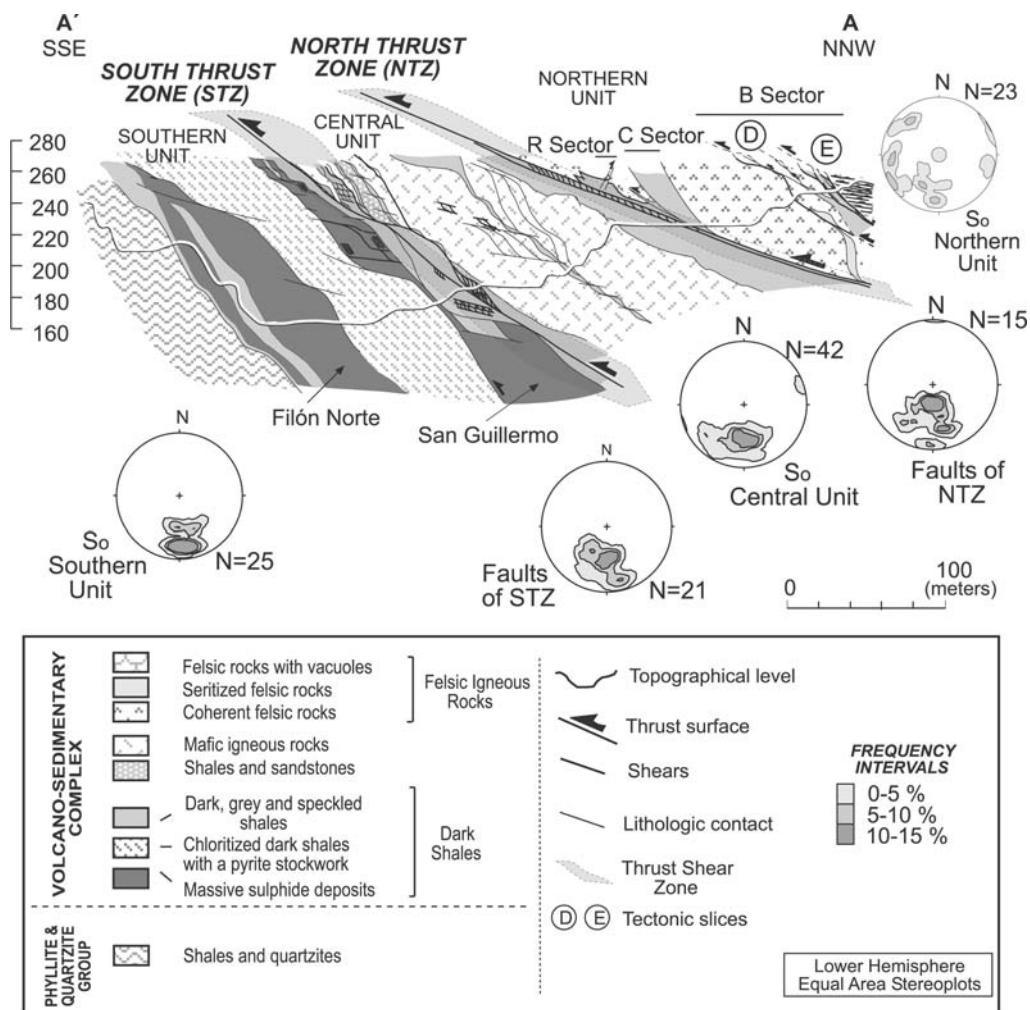 A´
SSE
A
NNW
SOUTH THRUST
ZONE (STZ)
NORTH THRUST
ZONE (NTZ)
NORTHERN
UNIT
B Sector
SOUTHERN
UNIT
CENTRAL
UNIT
R Sector
C Sector
D
E
N
N=23
So
Northern
Unit
280
260
240
220
200
180
160
Filón Norte
San Guillermo
N
So
Southern
Unit
N=25
N
Faults
of STZ
N=21
N
N=42
So
Central Unit
N
N=15
Faults of
NTZ
0
100
(meters)
VOLCANO-SEDIMENTARY
COMPLEX
Felsic rocks with vacuoles
Seritized felsic rocks
Coherent felsic rocks
Felsic Igneous
Rocks
Mafic igneous rocks
Shales and sandstones
Dark, grey and speckled
shales
Chloritized dark shales
with a pyrite stockwork
Massive sulphide deposits
Dark
Shales
PHYLLITE &
QUARTZITE
GROUP
Shales and quartzites
Topographical level
Thrust surface
Shears
Lithologic contact
Thrust Shear
Zone
D E Tectonic slices
FREQUENCY
INTERVALS
0-5 %
5-10 %
10-15 %
Lower Hemisphere
Equal Area Stereoplots